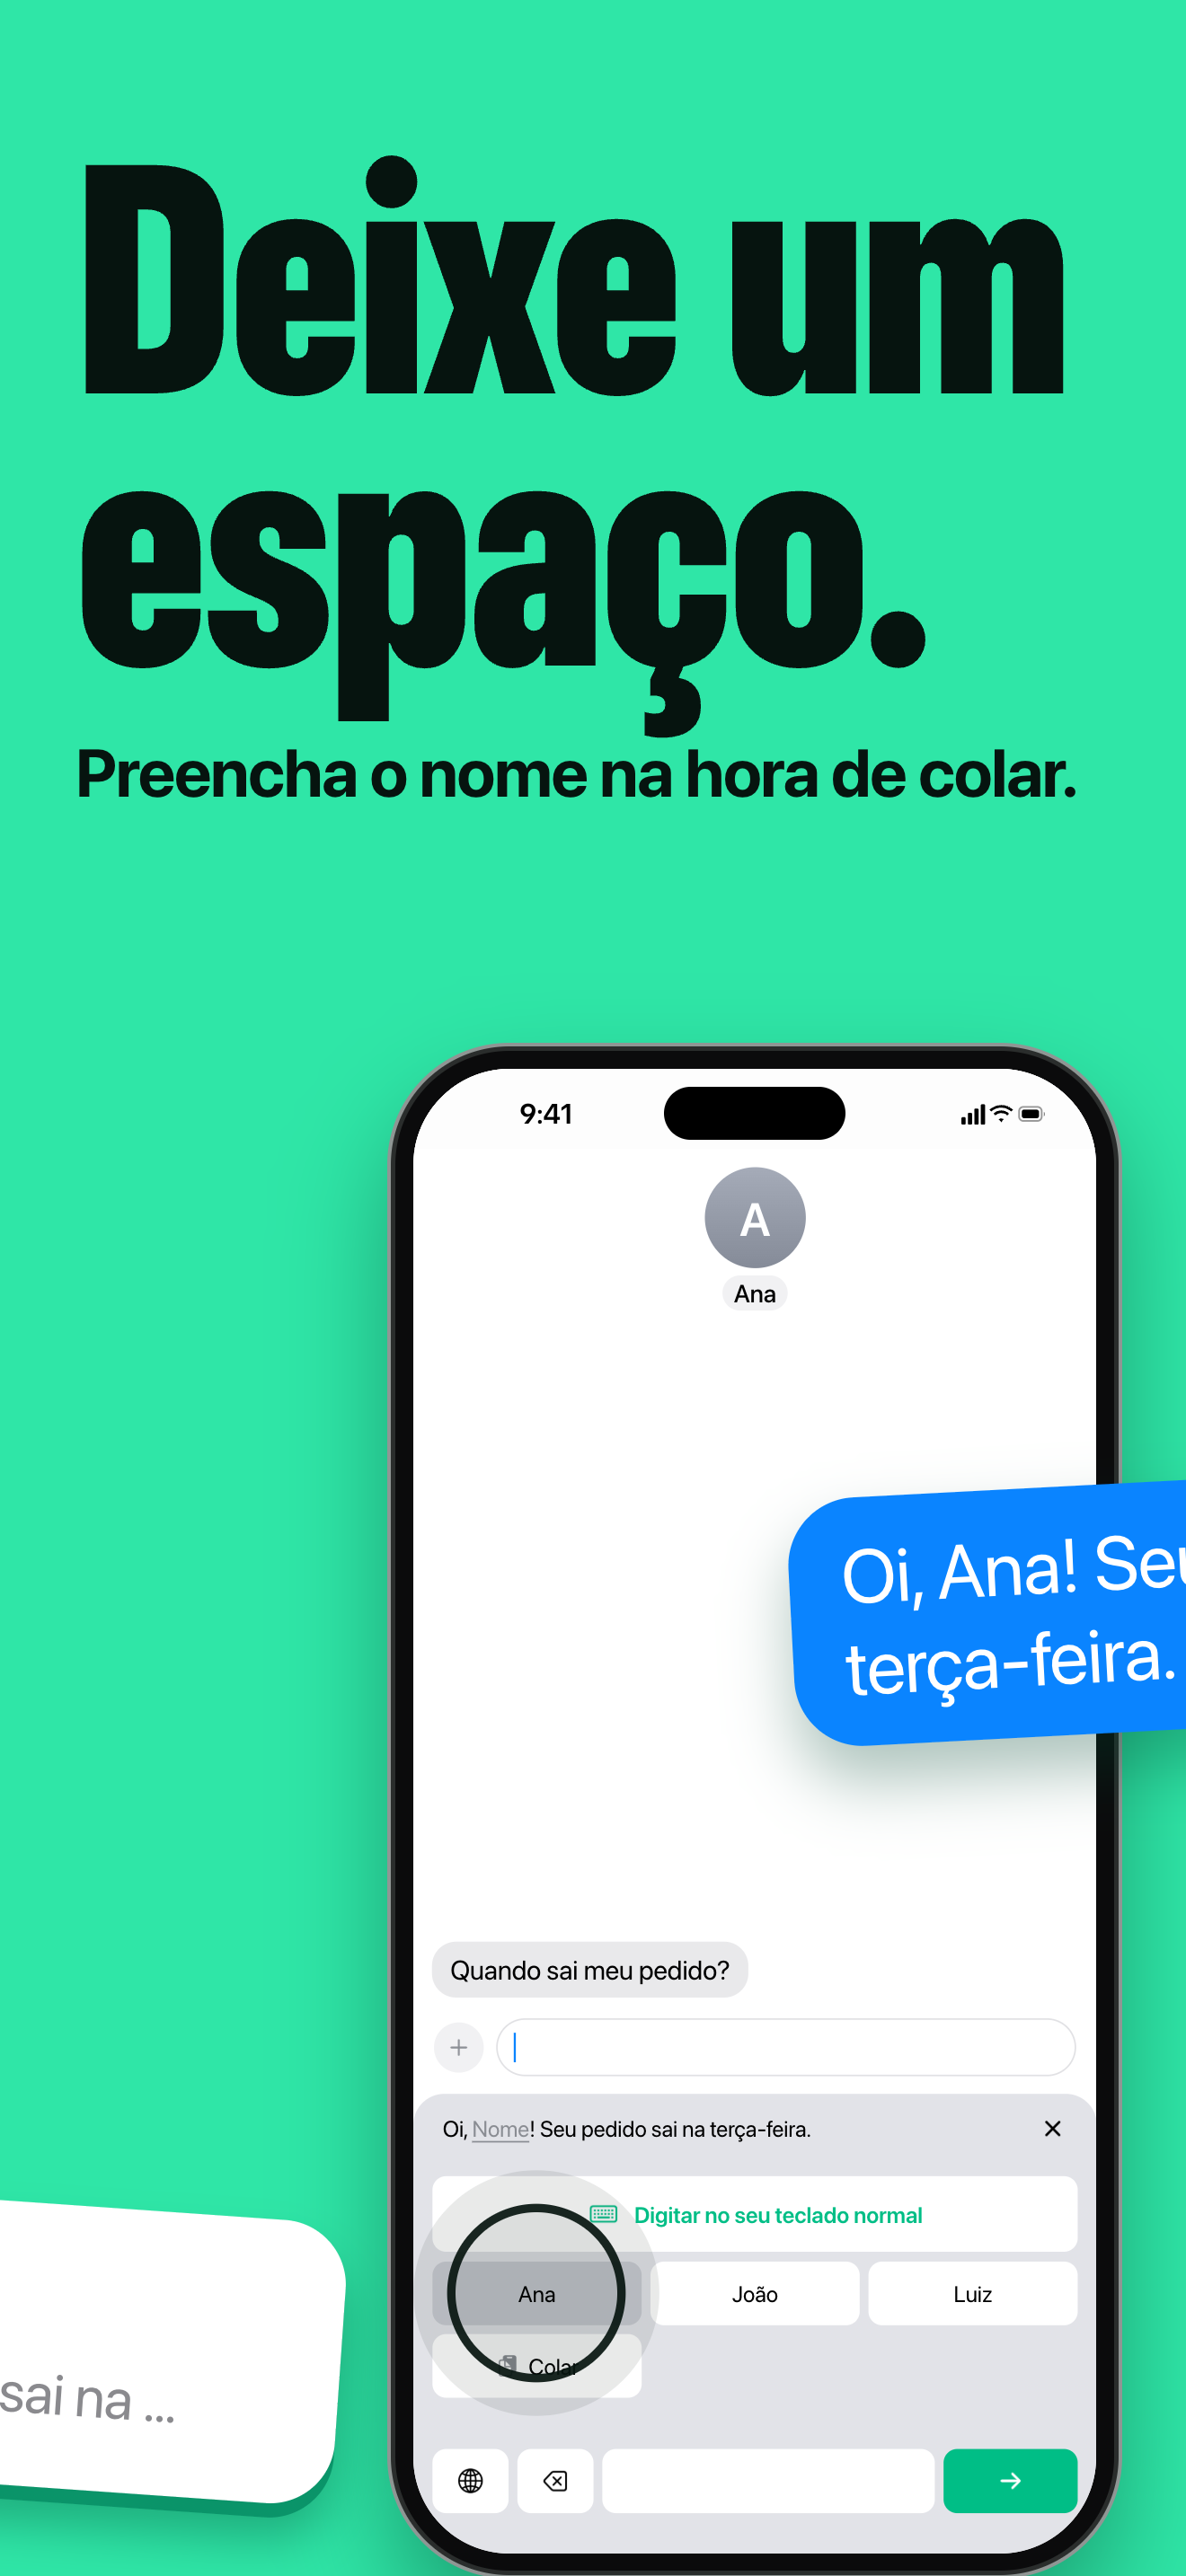 Deixe um
espaço.
Preencha o nome na hora de colar.
9:41
A
Ana
Oi, Ana! Seu
terça-feira.
Quando sai meu pedido?
Oi, Nome! Seu pedido sai na terça-feira.
Digitar no seu teclado normal
Ana João Luiz
Colar
sai na ...